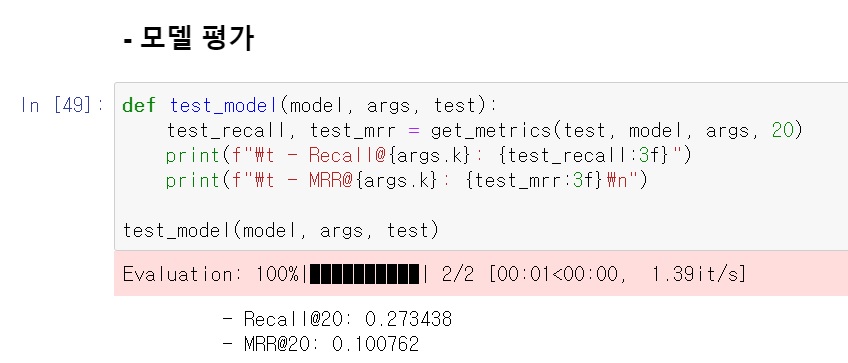 - 모델 평가
In [49]: def test_model(model, args, test):
test_recall, test_mrr = get_metrics(test, model, args, 20)
print(f"₩t - Recall@{args.k}: {test_recall:3f}")
print(f"₩t - MRR@{args.k}: {test_mrr:3f}₩n")
test_model(model, args, test)
Evaluation: 100%|██████████| 2/2 [00:01<00:00, 1.39it/s]
- Recall@20: 0.273438
- MRR@20: 0.100762